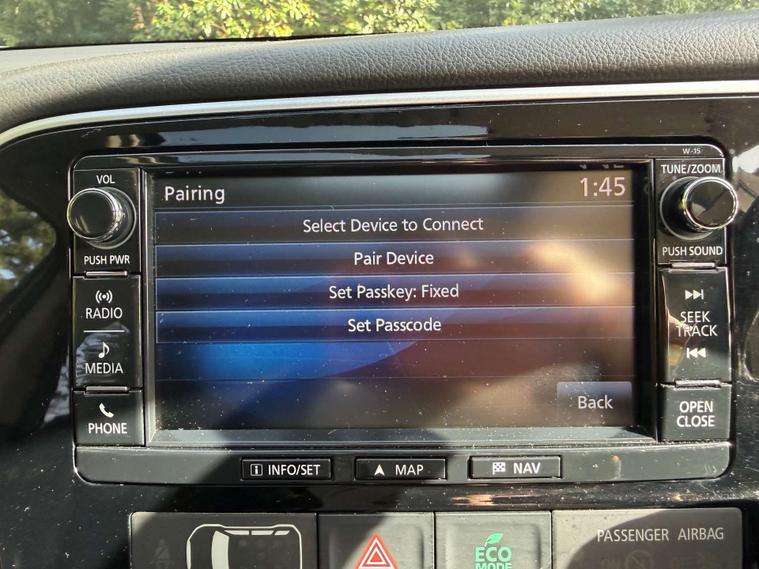 W-15
VOL
TUNE/ZOOM
Pairing
1:45
Select Device to Connect
PUSH PWR
PUSH SOUND
Pair Device
Set Passkey: Fixed
RADIO
SEEK
TRACK
Set Passcode
MEDIA
Back
PHONE
OPEN
CLOSE
INFO/SET
MAP
NAV
ECO
MODE
PASSENGER AIRBAG